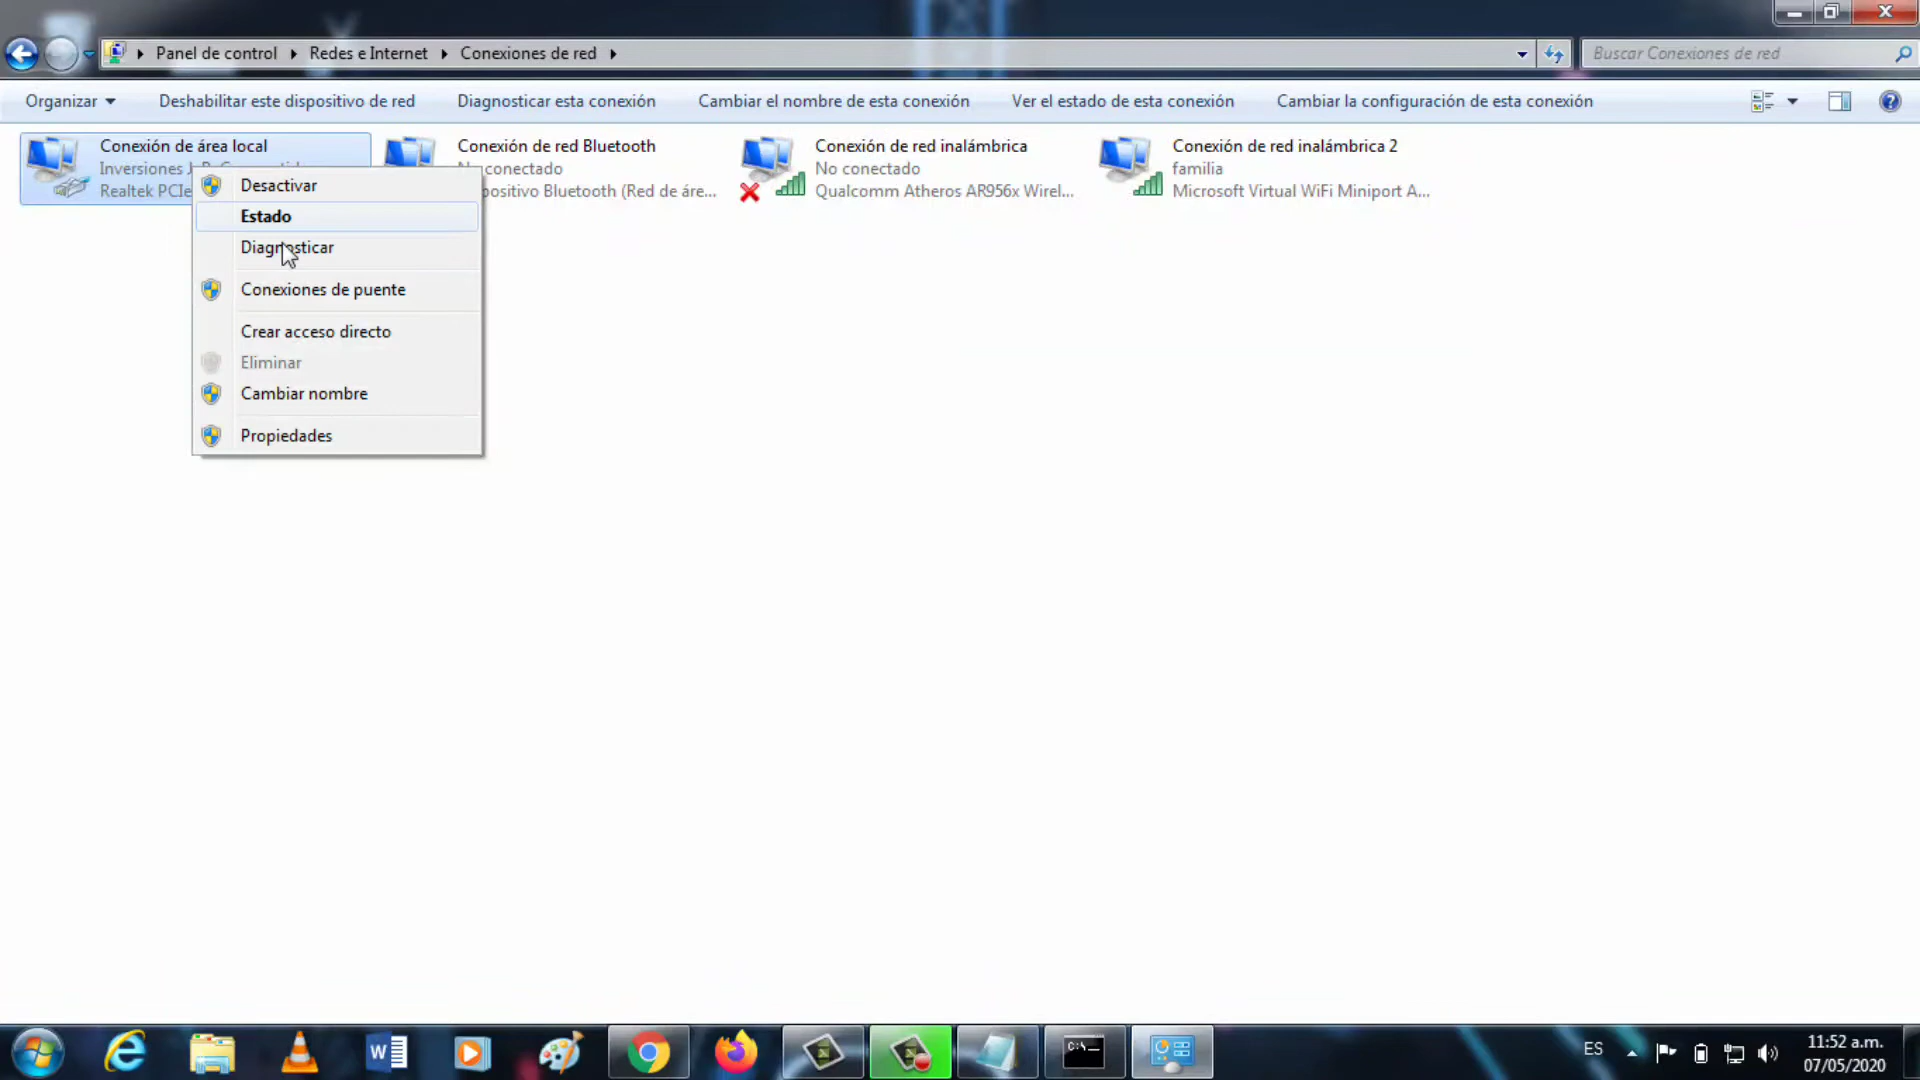 Panel de control
Redes e Internet
Conexiones de red
Buscar Conexiones de red
Organizar
Deshabilitar este dispositivo de red
Diagnosticar esta conexión
Cambiar el nombre de esta conexión
Ver el estado de esta conexión
Cambiar la configuración de esta conexión
Conexión de área local
Inversiones
Realtek PCIe
Conexión de red Bluetooth
conectado
positivo Bluetooth (Red de áre...
Conexión de red inalámbrica
No conectado
Qualcomm Atheros AR956x Wirel...
Conexión de red inalámbrica 2
familia
Microsoft Virtual WiFi Miniport A...
Desactivar
Estado
Diagnosticar
Conexiones de puente
Crear acceso directo
Eliminar
Cambiar nombre
Propiedades
C:\
ES
11:52 a.m.
07/05/2020